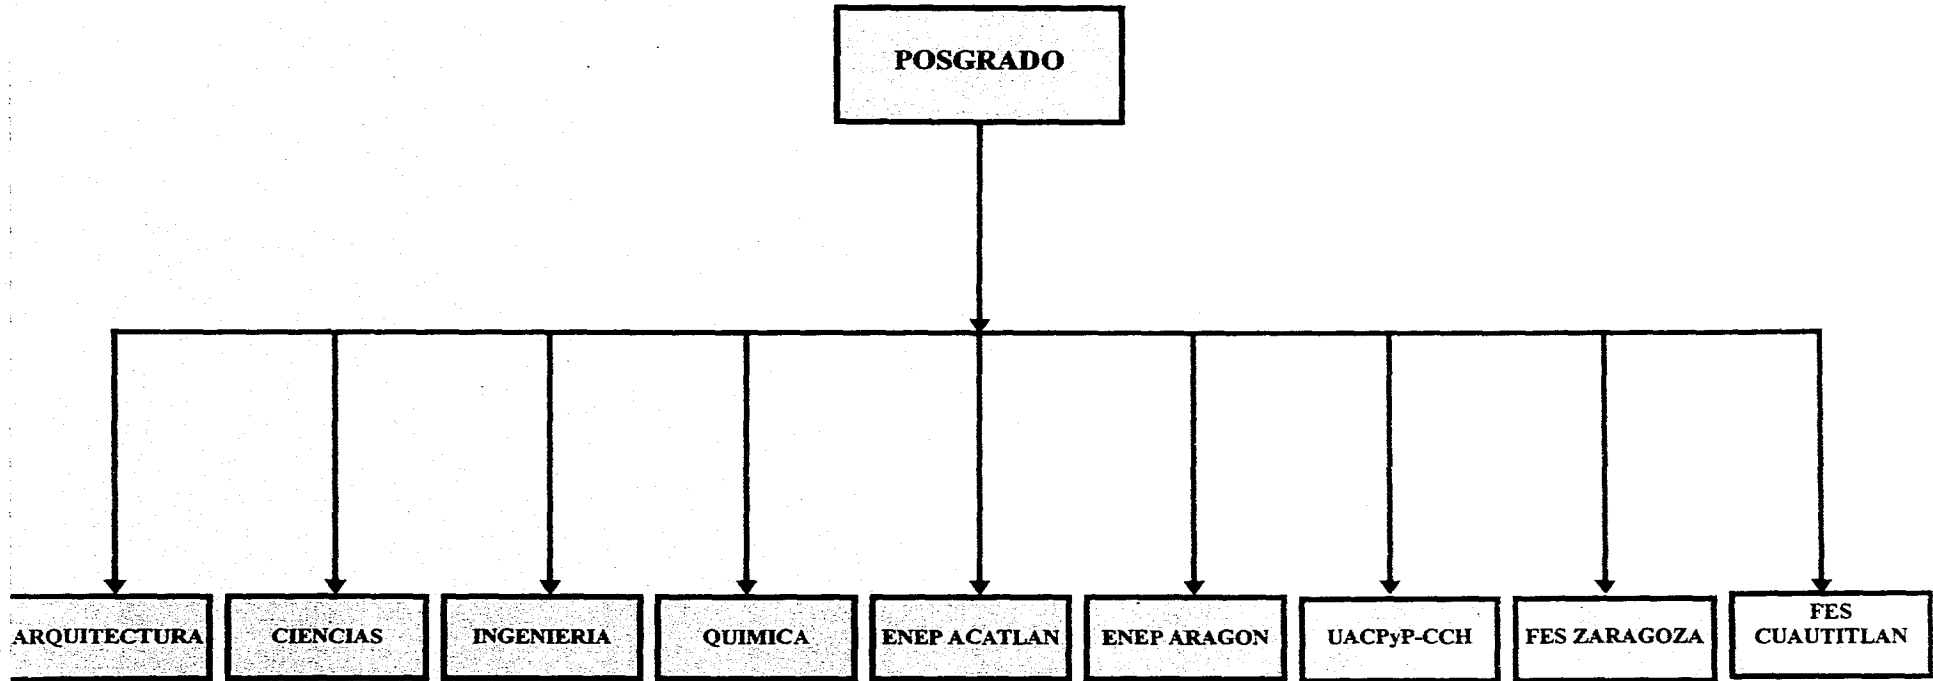 POSGRADO
ARQUITECTURA
CIENCIAS
INGENIERIA
QUIMICA
ENEP ACATLAN
ENEP ARAGON
UACPyP-CCH
FES ZARAGOZA
FES
CUAUTITLAN